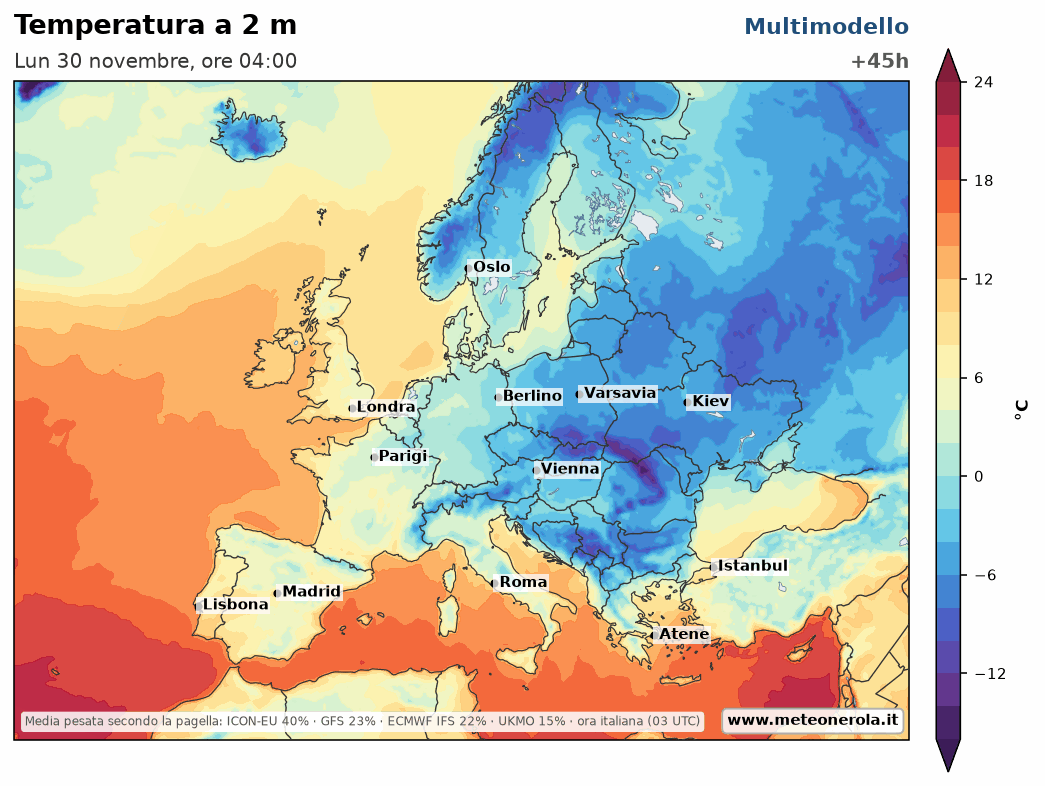 Temperatura a 2 m
Multimodello
Lun 30 novembre, ore 04:00
+45h
24
18
12
6
0
−6
−12
°C
Oslo
Berlino
Varsavia
Kiev
Londra
Parigi
Vienna
Istanbul
Roma
Madrid
Lisbona
Atene
Media pesata secondo la pagella: ICON-EU 40% · GFS 23% · ECMWF IFS 22% · UKMO 15% · ora italiana (03 UTC)
www.meteonerola.it